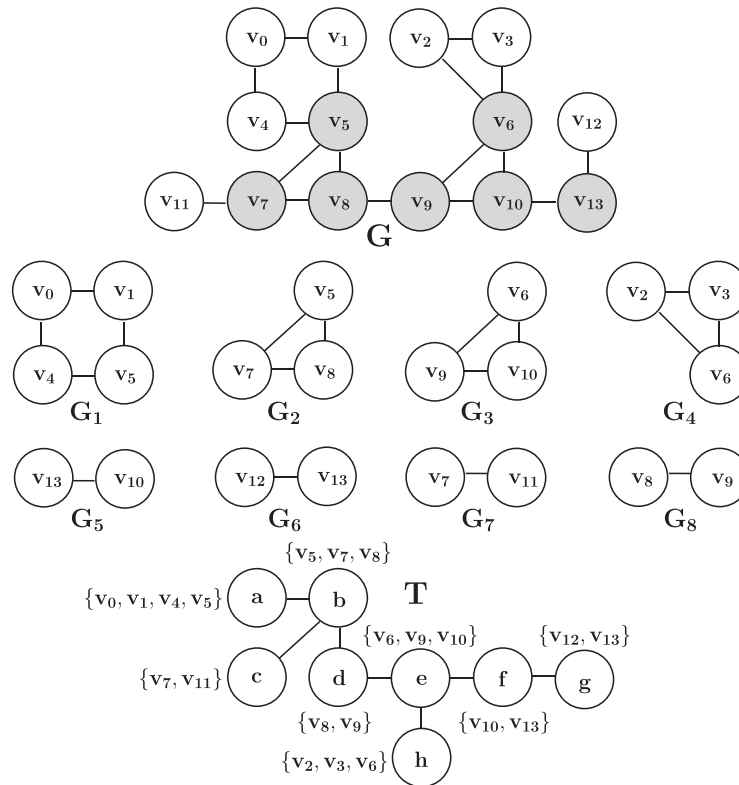 v₀ v₁ v₂ v₃
v₄ v₅ v₆ v₁₂
v₁₁ v₇ v₈ v₉ v₁₀ v₁₃
G
v₀ v₁ v₅ v₆ v₂ v₃
v₄ v₅ v₇ v₈ v₉ v₁₀ v₆
G₁ G₂ G₃ G₄
v₁₃ v₁₀ v₁₂ v₁₃ v₇ v₁₁ v₈ v₉
G₅ G₆ G₇ G₈
{v₅, v₇, v₈}
{v₀, v₁, v₄, v₅} a b T
{v₆, v₉, v₁₀} {v₁₂, v₁₃}
{v₇, v₁₁} c d e f g
{v₈, v₉} {v₁₀, v₁₃}
{v₂, v₃, v₆} h